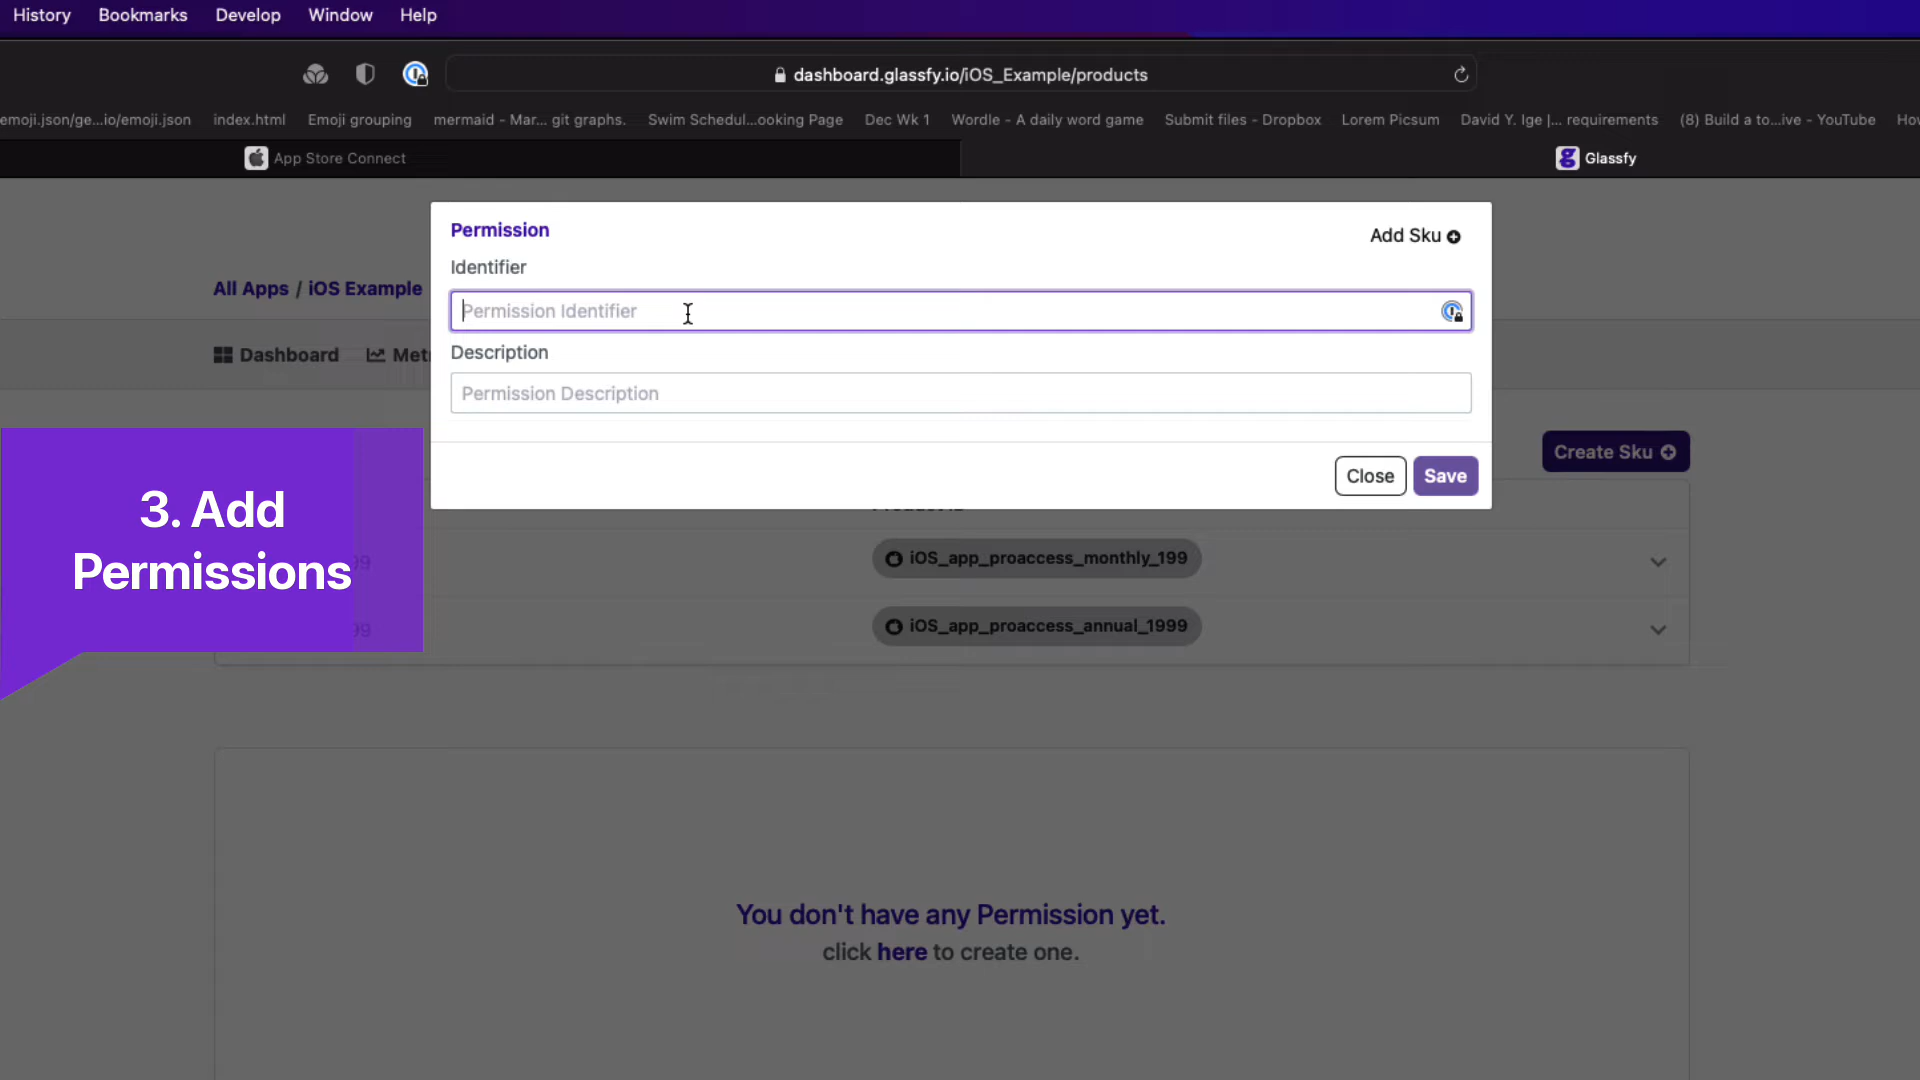 History Bookmarks Develop Window Help
dashboard.glassfy.io/iOS_Example/products
emoji.json/ge...io/emoji.json index.html Emoji grouping mermaid - Mar... git graphs. Swim Schedul...ooking Page Dec Wk 1 Wordle - A daily word game Submit files - Dropbox Lorem Picsum David Y. Ige |... requirements (8) Build a to...ive - YouTube
App Store Connect
Glassfy
Permission
Add Sku
Identifier
All Apps / iOS Example
Permission Identifier
Description
Dashboard
Permission Description
Create Sku
Close Save
3. Add
Permissions
iOS_app_proaccess_monthly_199
iOS_app_proaccess_annual_1999
You don't have any Permission yet.
click here to create one.